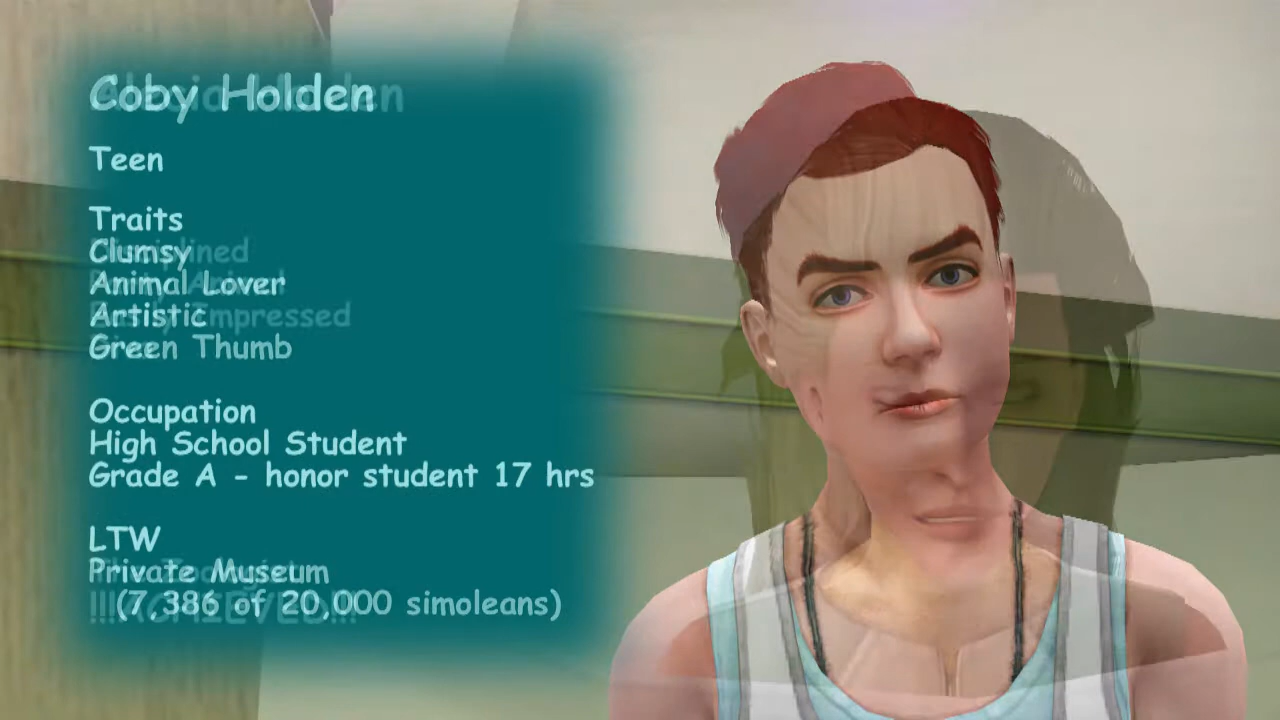 Coby Holden
Teen
Traits
Clumsy
Animal Lover
Artistic
Green Thumb
Occupation
High School Student
Grade A - honor student 17 hrs
LTW
Private Museum
(7,386 of 20,000 simoleans)